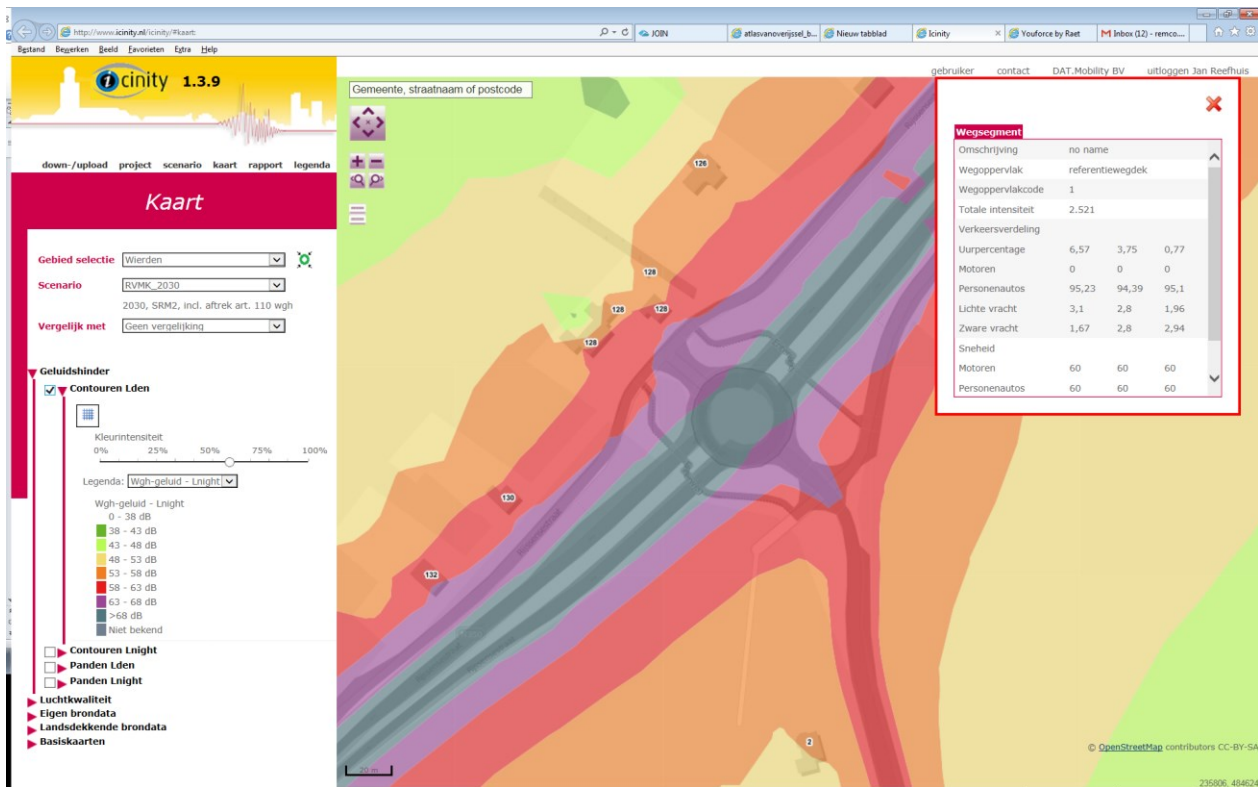 http://www.icinity.nl/icinity/#kaart:
JOIN
atlasvanoverijssel_b...
Nieuw tabblad
Icinity
Youforce by Raet
Inbox (12) - remco....
Bestand Bewerken Beeld Favorieten Extra Help
gebruiker contact DAT.Mobility BV uitloggen Jan Reefhuis
icinity 1.3.9
down-/upload project scenario kaart rapport legenda
Kaart
Gebied selectie Wierden
Scenario RVMK_2030
2030, SRM2, incl. aftrek art. 110 wgh
Vergelijk met Geen vergelijking
Geluidshinder
Contouren Lden
Kleurintensiteit
0% 25% 50% 75% 100%
Legenda: Wgh-geluid - Lnight
Wgh-geluid - Lnight
0 - 38 dB
38 - 43 dB
43 - 48 dB
48 - 53 dB
53 - 58 dB
58 - 63 dB
63 - 68 dB
>68 dB
Niet bekend
Contouren Lnight
Panden Lden
Panden Lnight
Luchtkwaliteit
Eigen brondata
Landsdekkende brondata
Basiskaarten
Gemeente, straatnaam of postcode
126
128
128
128
128
130
132
2
20 m
Wegsegment
Omschrijving no name
Wegoppervlak referentiewegdek
Wegoppervlakcode 1
Totale intensiteit 2.521
Verkeersverdeling
Uurpercentage 6,57 3,75 0,77
Motoren 0 0 0
Personenautos 95,23 94,39 95,1
Lichte vracht 3,1 2,8 1,96
Zware vracht 1,67 2,8 2,94
Sneheid
Motoren 60 60 60
Personenautos 60 60 60
© OpenStreetMap contributors CC-BY-SA
235806, 484624